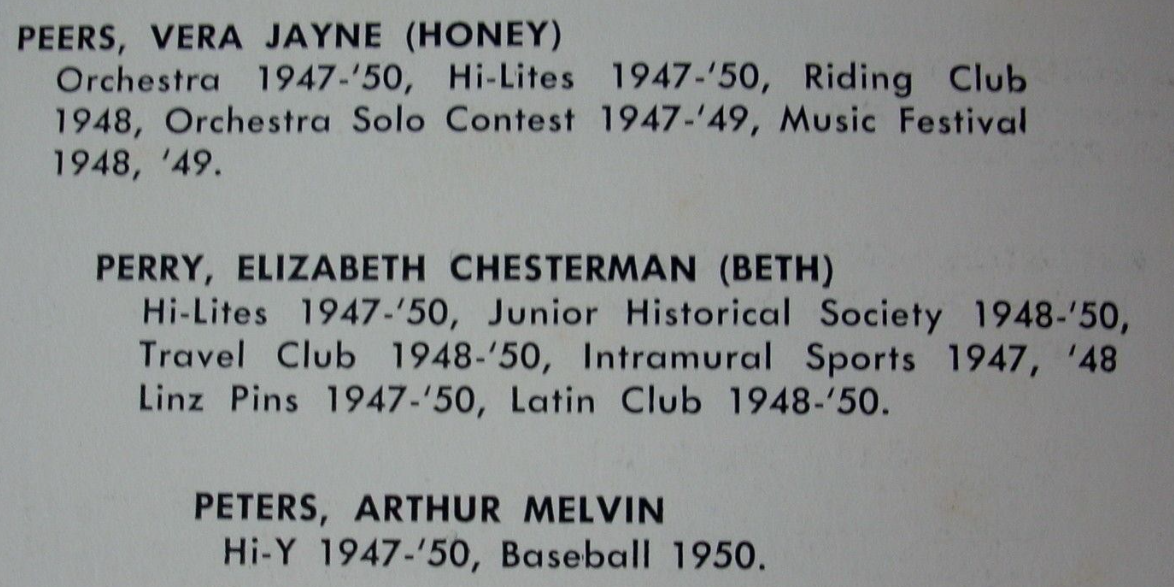 PEERS, VERA JAYNE (HONEY)
Orchestra 1947-'50, Hi-Lites 1947-'50, Riding Club
1948, Orchestra Solo Contest 1947-'49, Music Festival
1948, '49.
PERRY, ELIZABETH CHESTERMAN (BETH)
Hi-Lites 1947-'50, Junior Historical Society 1948-'50,
Travel Club 1948-'50, Intramural Sports 1947, '48
Linz Pins 1947-'50, Latin Club 1948-'50.
PETERS, ARTHUR MELVIN
Hi-Y 1947-'50, Baseball 1950.